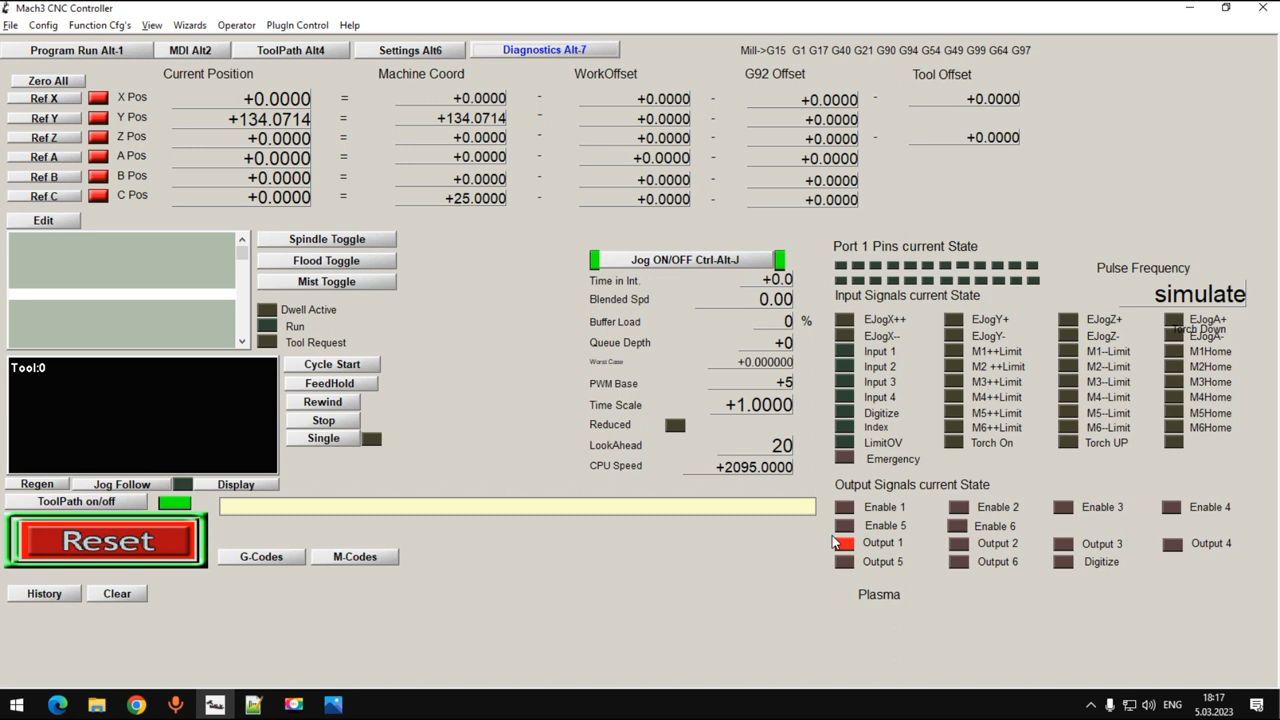 Mach3 CNC Controller
File Config Function Cfg's View Wizards Operator PlugIn Control Help
Program Run Alt-1 MDI Alt2 ToolPath Alt4 Settings Alt6 Diagnostics Alt-7 Mill->G15 G1 G17 G40 G21 G90 G94 G54 G49 G99 G64 G97
Zero All Current Position Machine Coord WorkOffset G92 Offset Tool Offset
Ref X X Pos +0.0000 = +0.0000 - +0.0000 - +0.0000 - +0.0000
Ref Y Y Pos +134.0714 = +134.0714 - +0.0000 - +0.0000
Ref Z Z Pos +0.0000 = +0.0000 - +0.0000 - +0.0000 - +0.0000
Ref A A Pos +0.0000 = +0.0000 - +0.0000 - +0.0000
Ref B B Pos +0.0000 = +0.0000 - +0.0000 - +0.0000
Ref C C Pos +0.0000 = +25.0000 - +0.0000 - +0.0000
Edit
Spindle Toggle
Flood Toggle
Mist Toggle
Dwell Active
Run
Tool Request
Tool:0
Cycle Start
FeedHold
Rewind
Stop
Single
Regen Jog Follow Display
ToolPath on/off
Reset
G-Codes M-Codes
History Clear
Jog ON/OFF Ctrl-Alt-J
Time in Int. +0.0
Blended Spd 0.00
Buffer Load 0 %
Queue Depth +0
Worst Case +0.000000
PWM Base +5
Time Scale +1.0000
Reduced
LookAhead 20
CPU Speed +2095.0000
Port 1 Pins current State
Pulse Frequency
simulate
Input Signals current State
EJogX++ EJogY+ EJogZ+ EJogA+
Torch Down
EJogX-- EJogY- EJogZ- EJogA-
Input 1 M1++Limit M1--Limit M1Home
Input 2 M2 ++Limit M2--Limit M2Home
Input 3 M3++Limit M3--Limit M3Home
Input 4 M4++Limit M4--Limit M4Home
Digitize M5++Limit M5--Limit M5Home
Index M6++Limit M6--Limit M6Home
LimitOV Torch On Torch UP
Emergency
Output Signals current State
Enable 1 Enable 2 Enable 3 Enable 4
Enable 5 Enable 6
Output 1 Output 2 Output 3 Output 4
Output 5 Output 6 Digitize
Plasma
ENG 18:17
5.03.2023